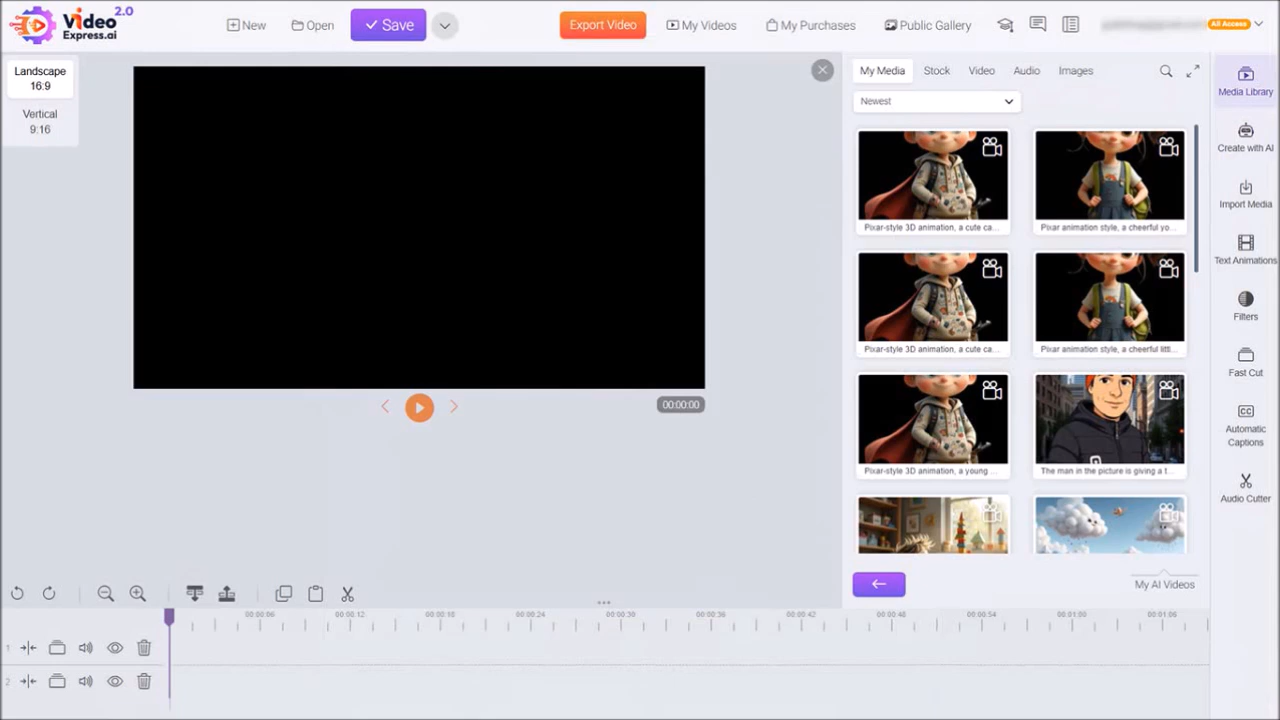 Video Express.ai 2.0
New
Open
Save
Export Video
My Videos
My Purchases
Public Gallery
All Access
Landscape
16:9
Vertical
9:16
00:00:00
My Media
Stock
Video
Audio
Images
Newest
Pixar-style 3D animation, a cute ca...
Pixar animation style, a cheerful yo...
Pixar-style 3D animation, a cute ca...
Pixar animation style, a cheerful littl...
Pixar-style 3D animation, a young ...
The man in the picture is giving a t...
My AI Videos
Media Library
Create with AI
Import Media
Text Animations
Filters
Fast Cut
CC
Automatic
Captions
Audio Cutter
00:00:06
00:00:12
00:00:18
00:00:24
00:00:30
00:00:36
00:00:42
00:00:48
00:00:54
00:01:00
00:01:06
1
2